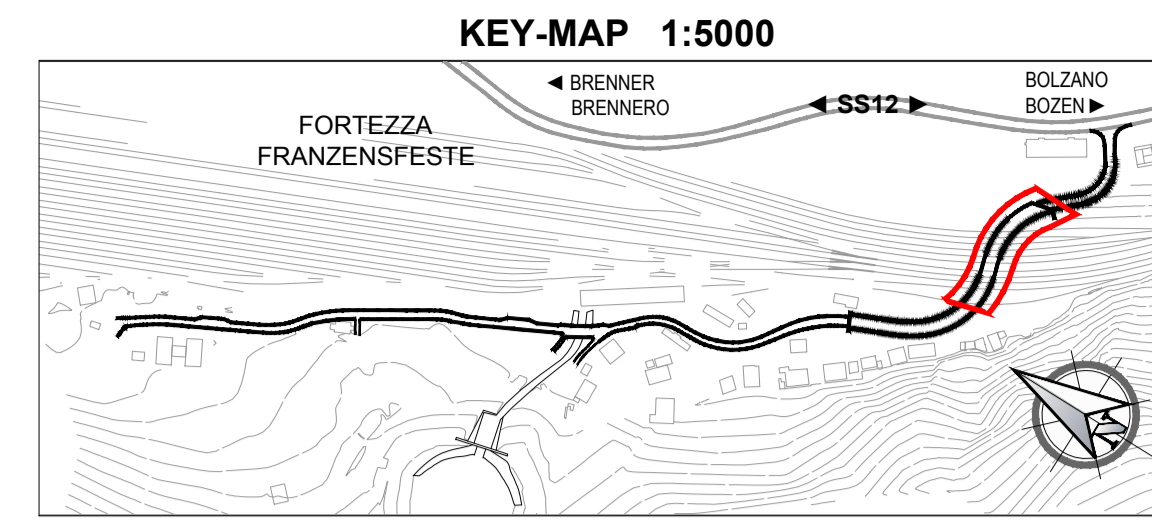 KEY-MAP 1:5000
◄ BRENNER
BRENNERO
◄ SS12 ►
BOLZANO
BOZEN ►
FORTEZZA
FRANZENSFESTE
N